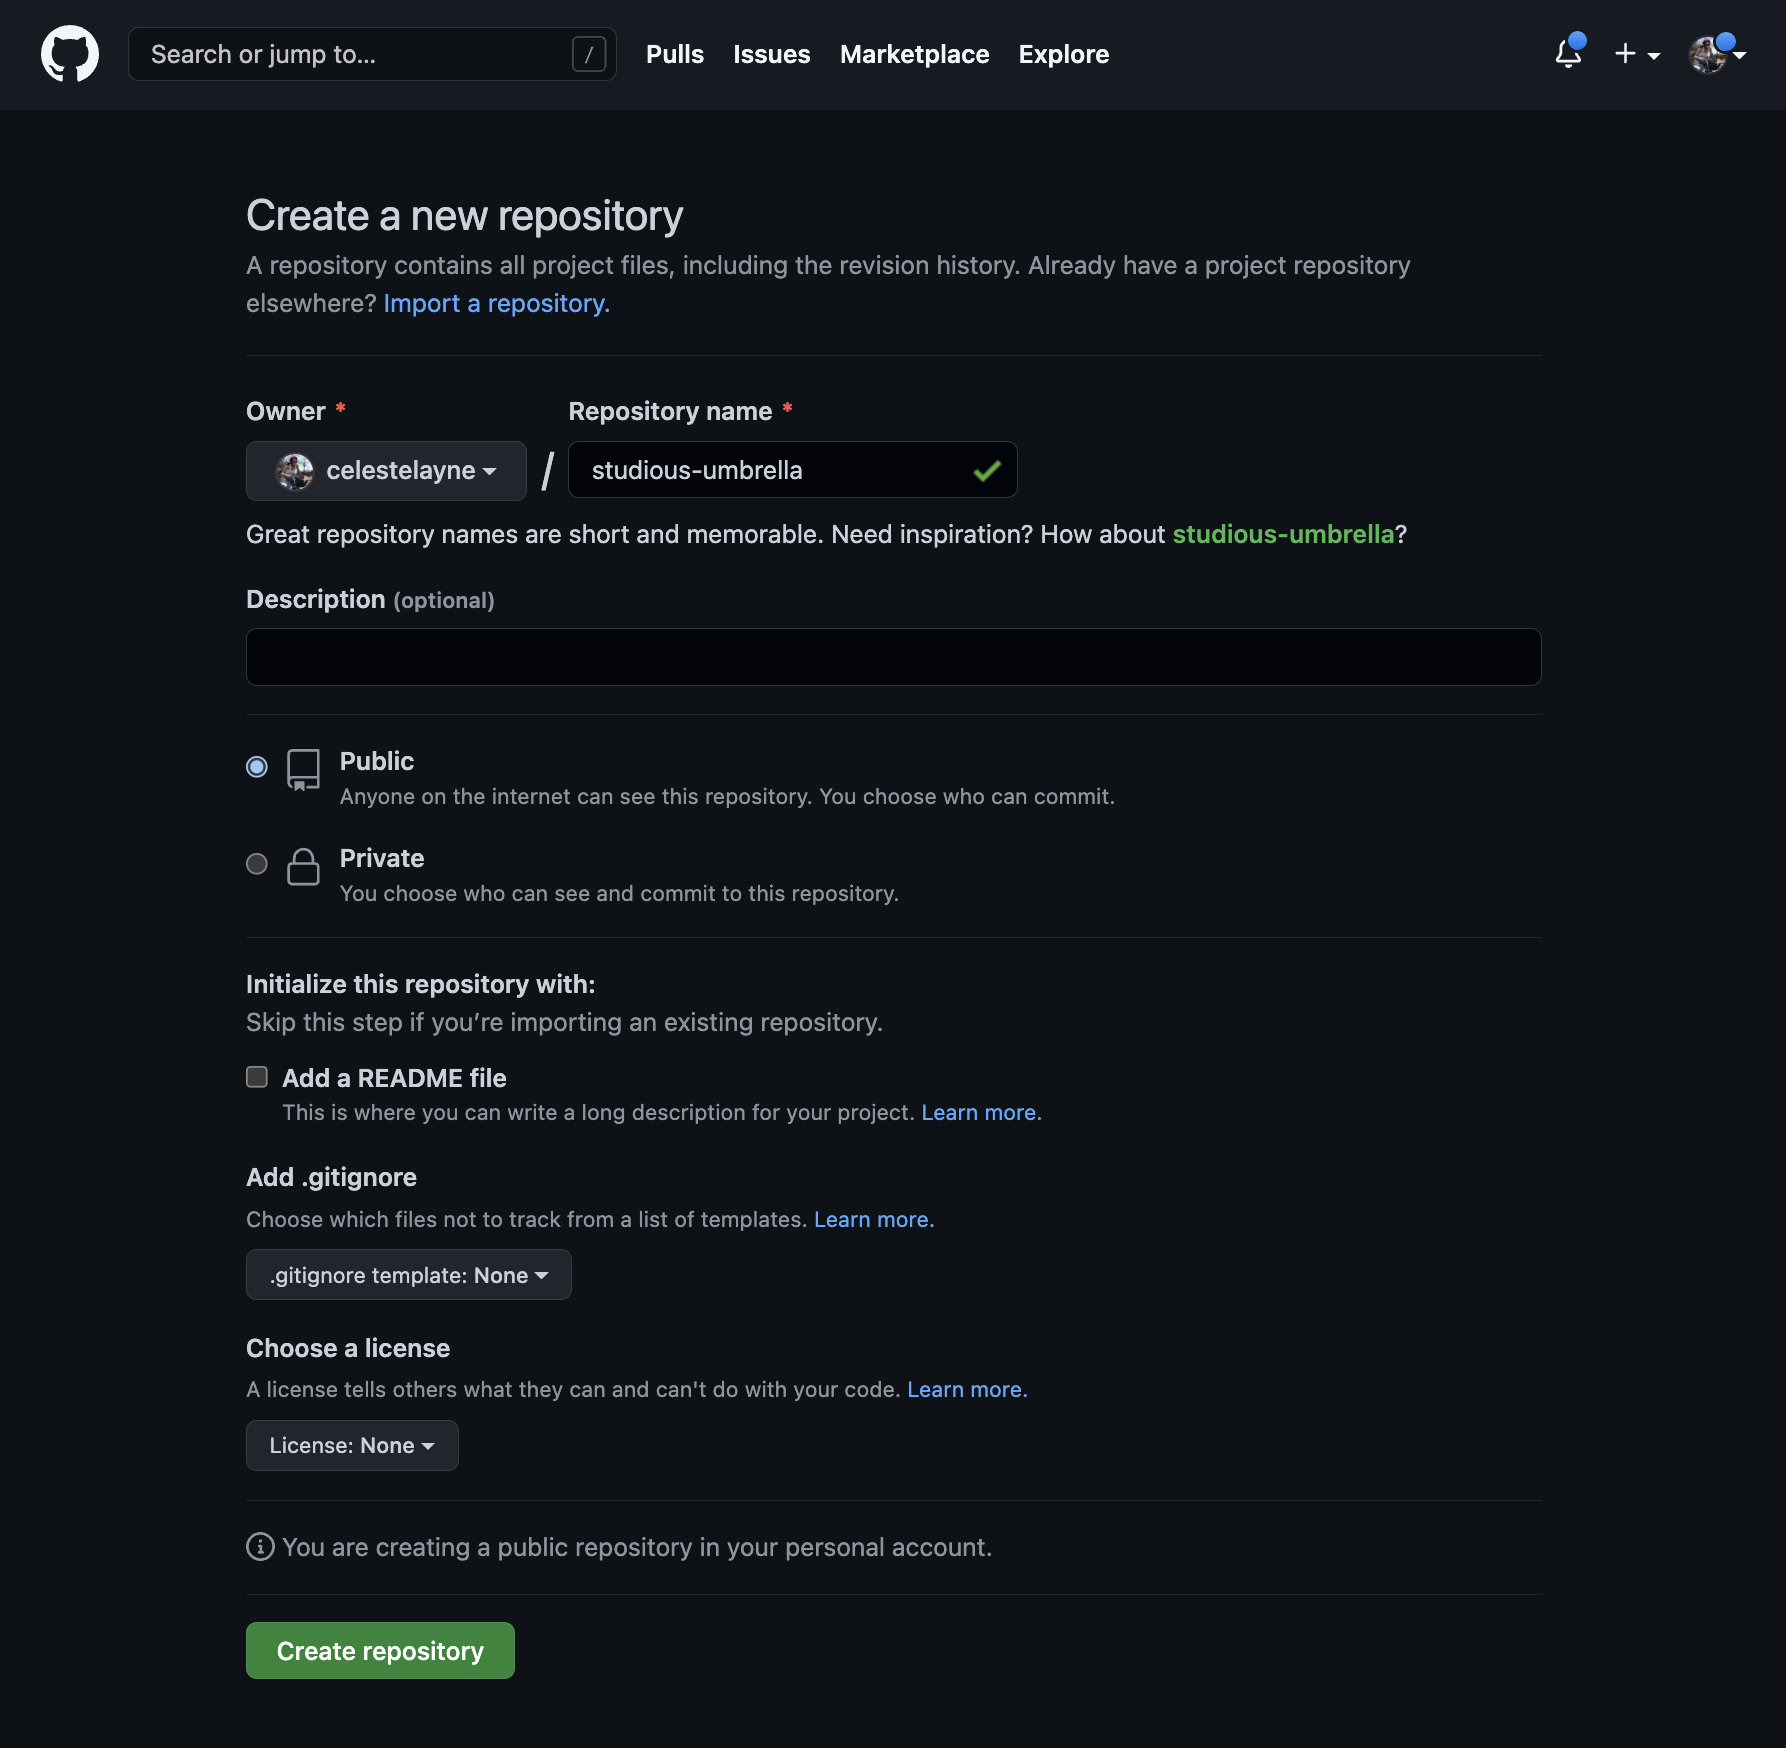 Search or jump to... /
Pulls Issues Marketplace Explore
Create a new repository
A repository contains all project files, including the revision history. Already have a project repository
elsewhere? Import a repository.
Owner *
Repository name *
celestelayne / studious-umbrella
Great repository names are short and memorable. Need inspiration? How about studious-umbrella?
Description (optional)
Public
Anyone on the internet can see this repository. You choose who can commit.
Private
You choose who can see and commit to this repository.
Initialize this repository with:
Skip this step if you’re importing an existing repository.
Add a README file
This is where you can write a long description for your project. Learn more.
Add .gitignore
Choose which files not to track from a list of templates. Learn more.
.gitignore template: None
Choose a license
A license tells others what they can and can't do with your code. Learn more.
License: None
You are creating a public repository in your personal account.
Create repository